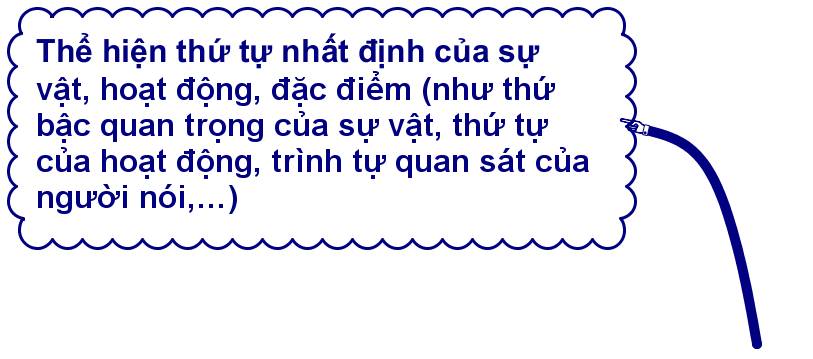 Thể hiện thứ tự nhất định của sự
vật, hoạt động, đặc điểm (như thứ
bậc quan trọng của sự vật, thứ tự
của hoạt động, trình tự quan sát của
người nói,…)